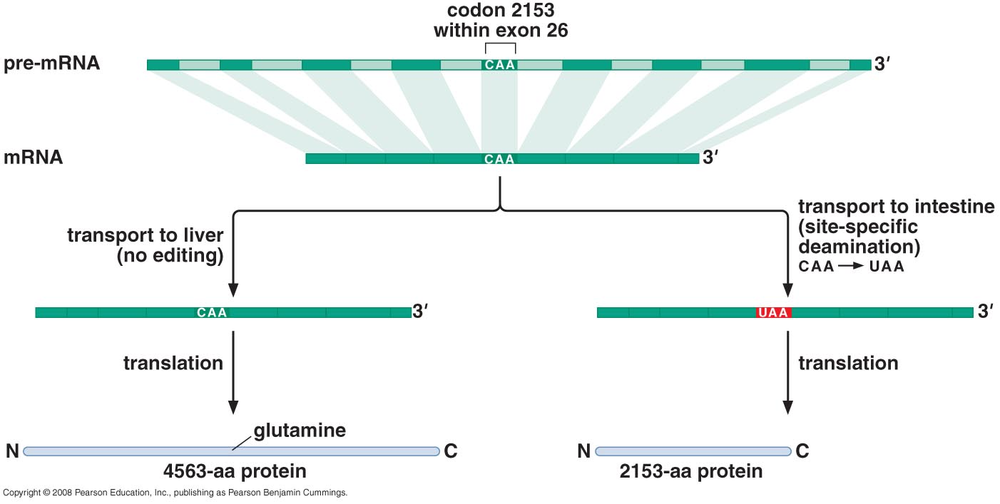 codon 2153
within exon 26
pre-mRNA
CAA
3′
mRNA
CAA
3′
transport to liver
(no editing)
transport to intestine
(site-specific
deamination)
CAA → UAA
CAA
3′
UAA
3′
translation
translation
glutamine
N
C
N
C
4563-aa protein
2153-aa protein
Copyright © 2008 Pearson Education, Inc., publishing as Pearson Benjamin Cummings.